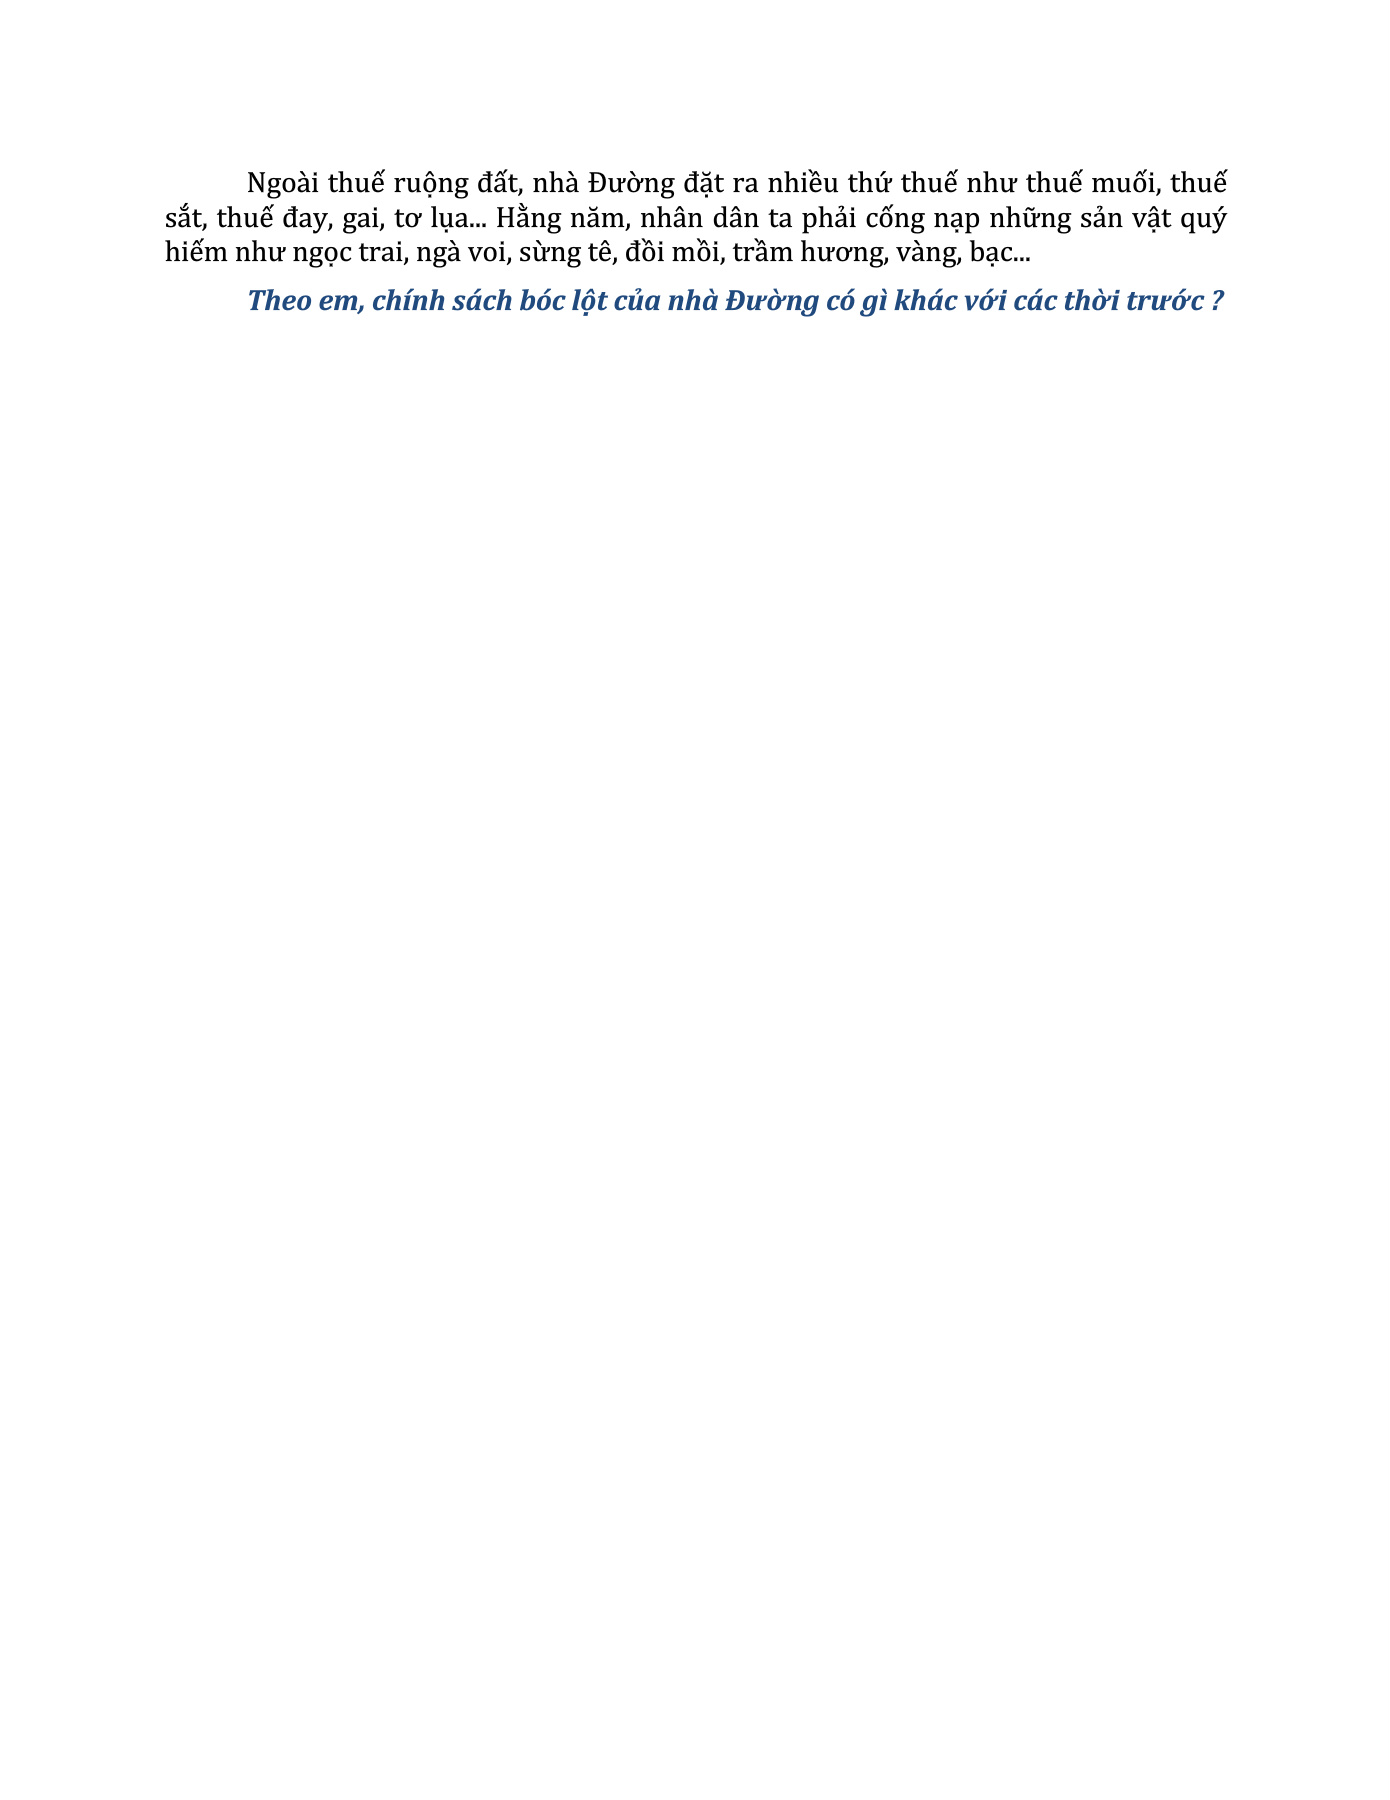 Ngoài thuế ruộng đất, nhà Đường đặt ra nhiều thứ thuế như thuế muối, thuế
sắt, thuế đay, gai, tơ lụa... Hằng năm, nhân dân ta phải cống nạp những sản vật quý
hiếm như ngọc trai, ngà voi, sừng tê, đồi mồi, trầm hương, vàng, bạc...
Theo em, chính sách bóc lột của nhà Đường có gì khác với các thời trước ?